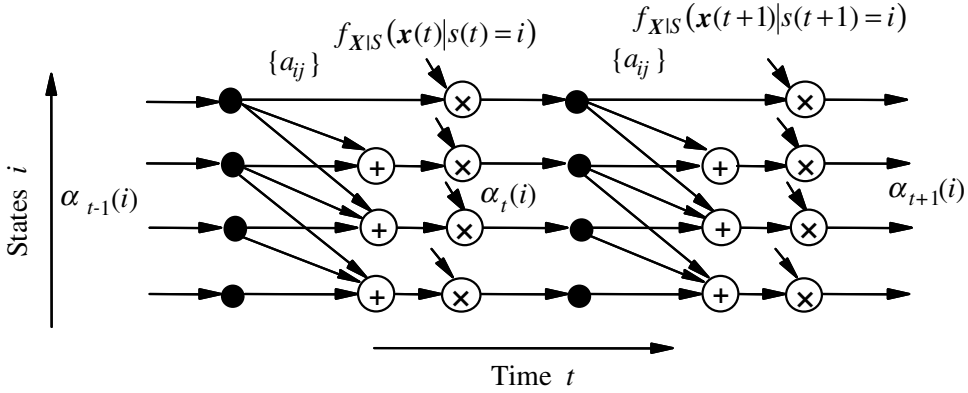 f_{X|S}(x(t)|s(t) = i)
f_{X|S}(x(t+1)|s(t+1) = i)
{a_{ij}}
{a_{ij}}
× ×
+ × + ×
States i
α_{t-1}(i)
α_t(i)
α_{t+1}(i)
+ × + ×
+ × + ×
Time t